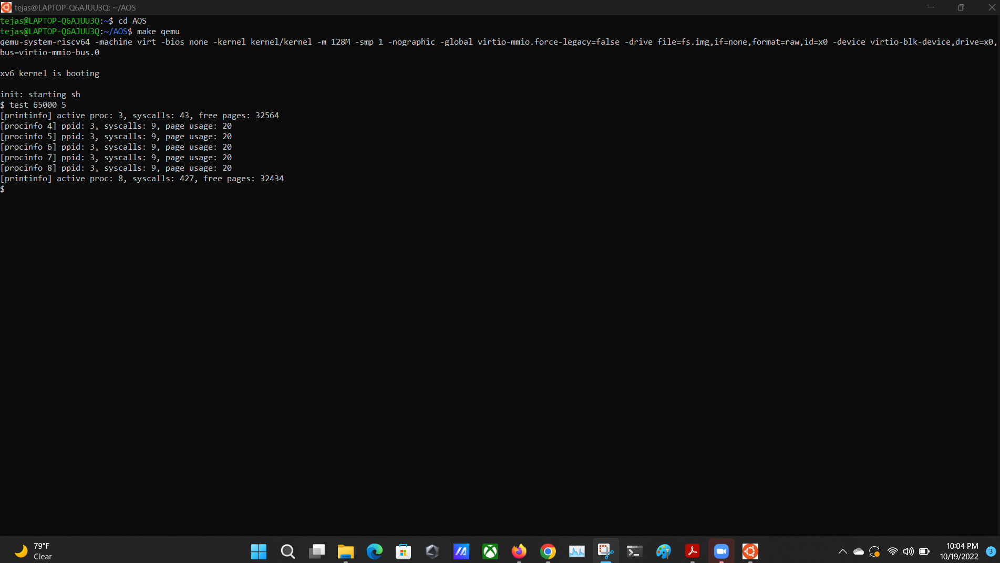 tejas@LAPTOP-Q6AJUU3Q: ~/AOS
tejas@LAPTOP-Q6AJUU3Q:~$ cd AOS
tejas@LAPTOP-Q6AJUU3Q:~/AOS$ make qemu
qemu-system-riscv64 -machine virt -bios none -kernel kernel/kernel -m 128M -smp 1 -nographic -global virtio-mmio.force-legacy=false -drive file=fs.img,if=none,format=raw,id=x0 -device virtio-blk-device,drive=x0,
bus=virtio-mmio-bus.0
xv6 kernel is booting
init: starting sh
$ test 65000 5
[printinfo] active proc: 3, syscalls: 43, free pages: 32564
[procinfo 4] ppid: 3, syscalls: 9, page usage: 20
[procinfo 5] ppid: 3, syscalls: 9, page usage: 20
[procinfo 6] ppid: 3, syscalls: 9, page usage: 20
[procinfo 7] ppid: 3, syscalls: 9, page usage: 20
[procinfo 8] ppid: 3, syscalls: 9, page usage: 20
[printinfo] active proc: 8, syscalls: 427, free pages: 32434
$
79°F
Clear
10:04 PM
10/19/2022
3